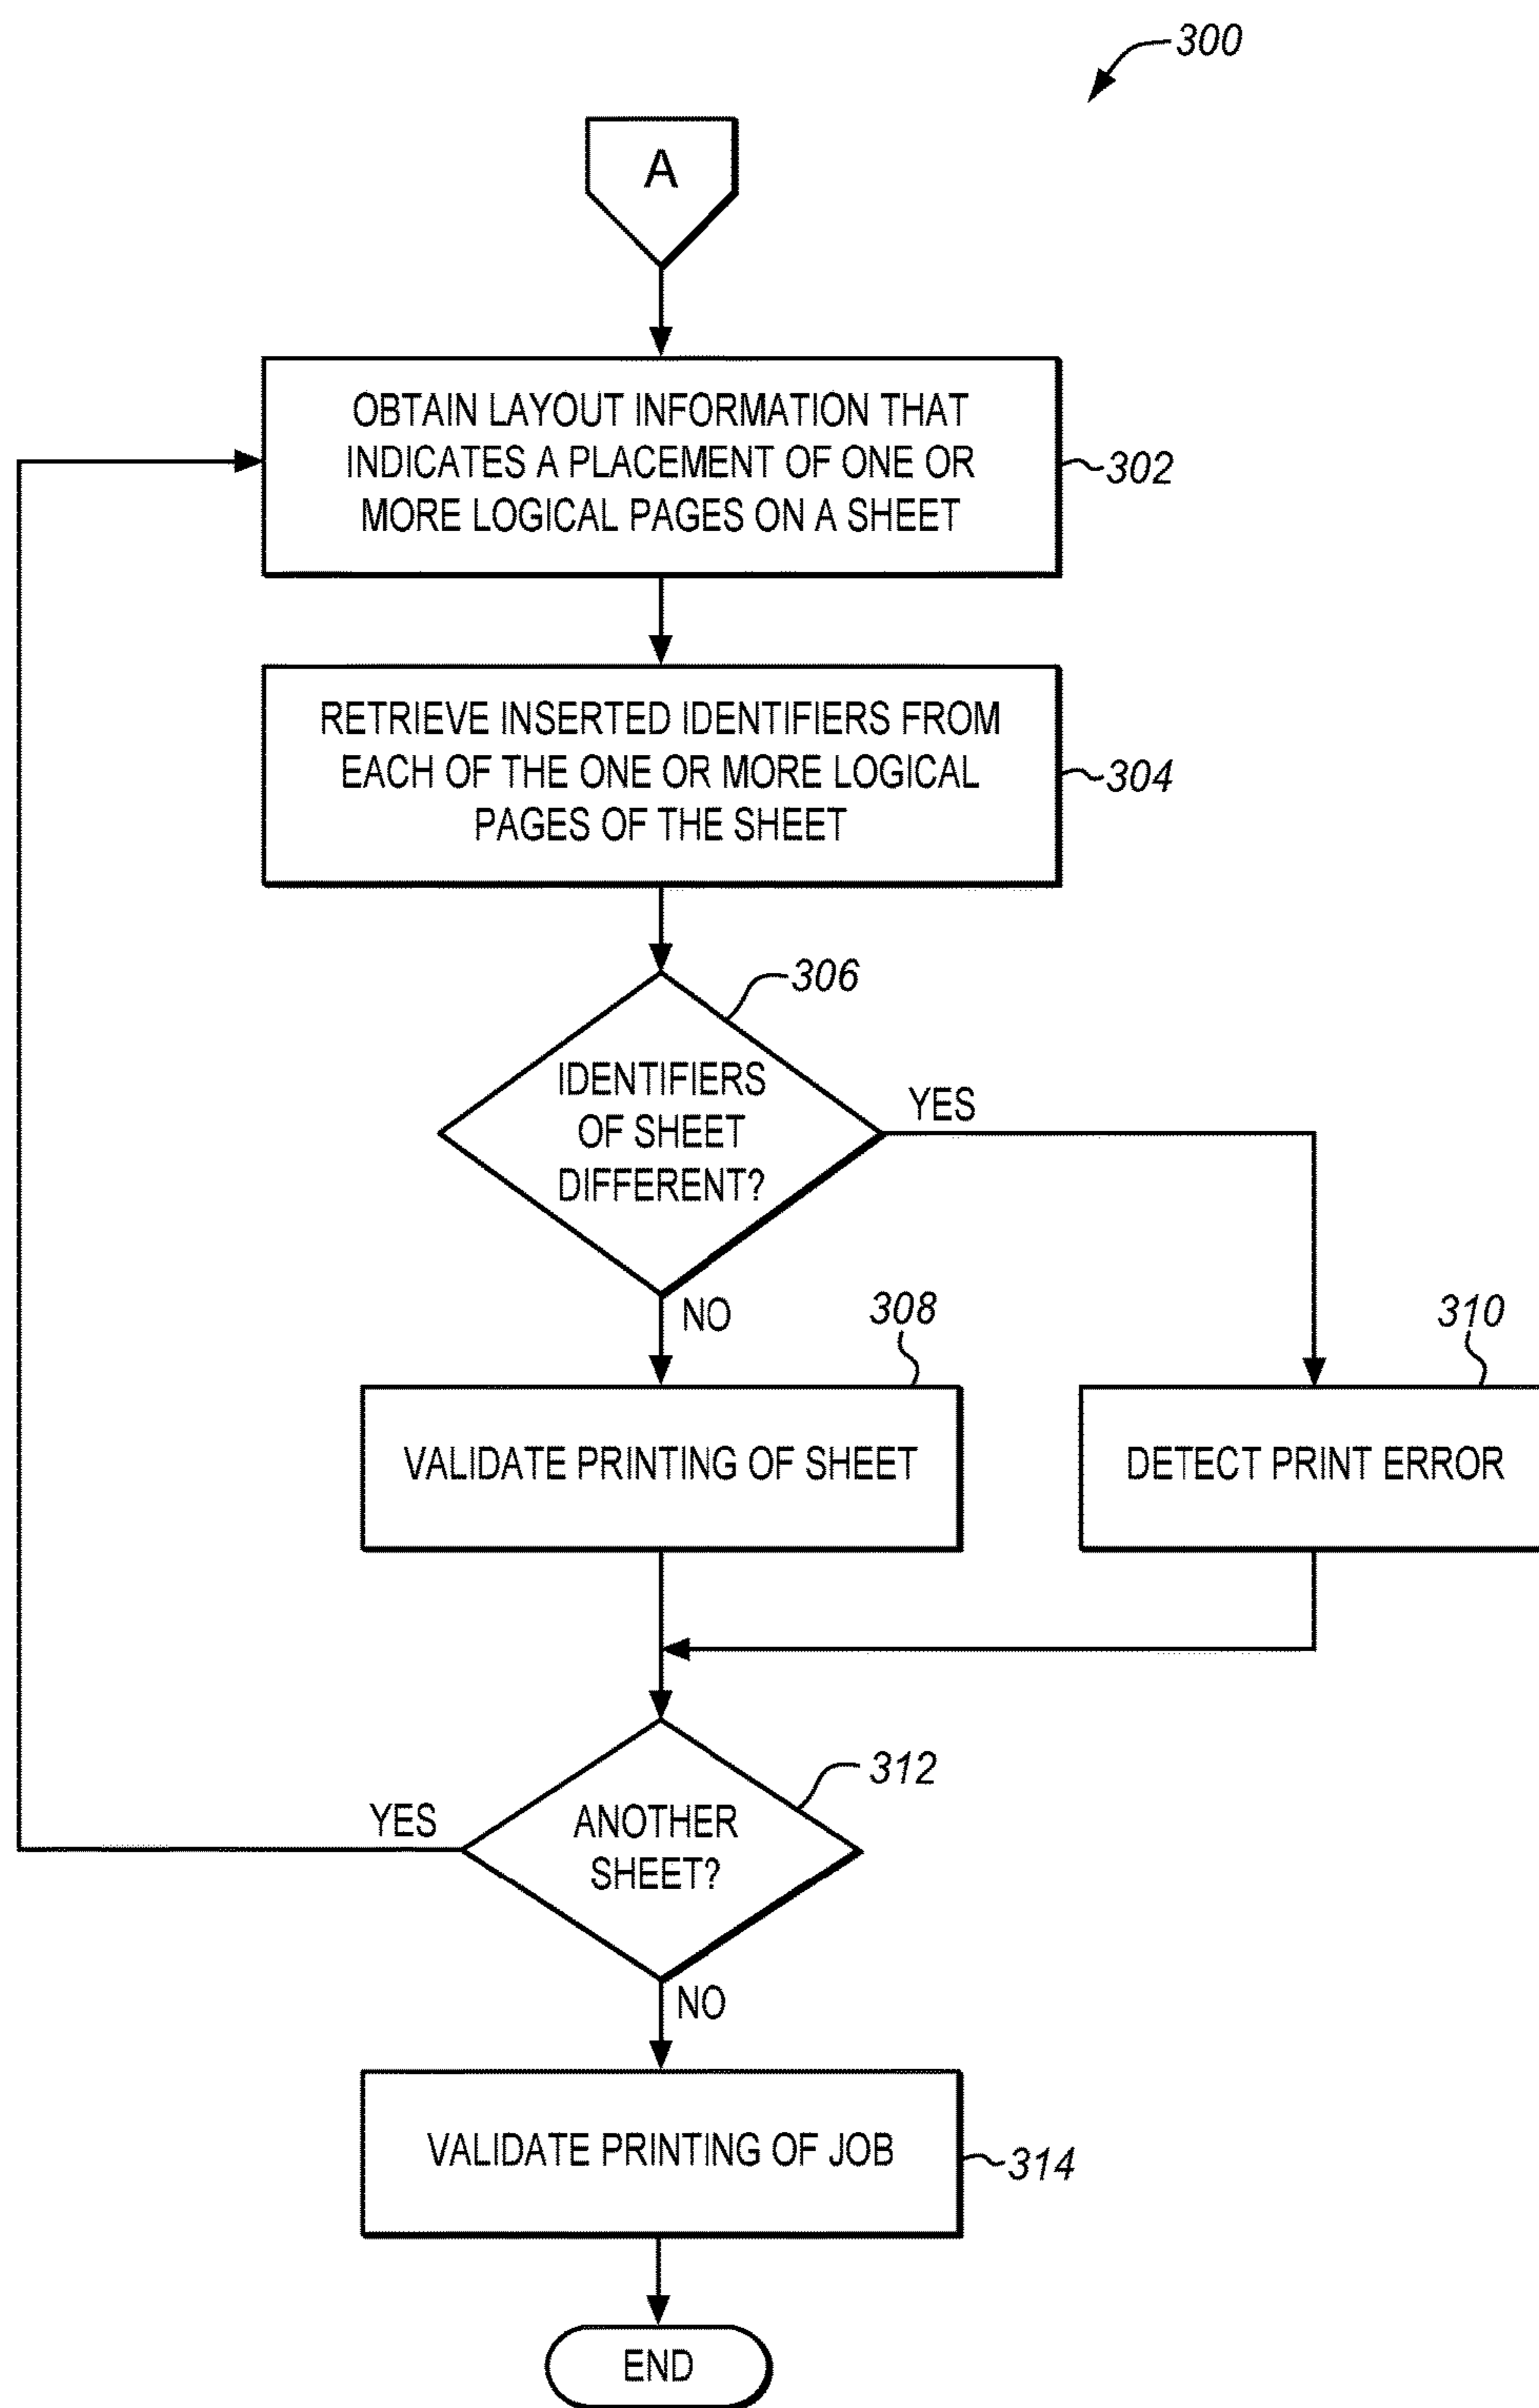 300
A
OBTAIN LAYOUT INFORMATION THAT
INDICATES A PLACEMENT OF ONE OR
MORE LOGICAL PAGES ON A SHEET
302
RETRIEVE INSERTED IDENTIFIERS FROM
EACH OF THE ONE OR MORE LOGICAL
PAGES OF THE SHEET
304
306
IDENTIFIERS
OF SHEET
DIFFERENT?
YES
NO
308
310
VALIDATE PRINTING OF SHEET
DETECT PRINT ERROR
312
YES
ANOTHER
SHEET?
NO
VALIDATE PRINTING OF JOB
314
END